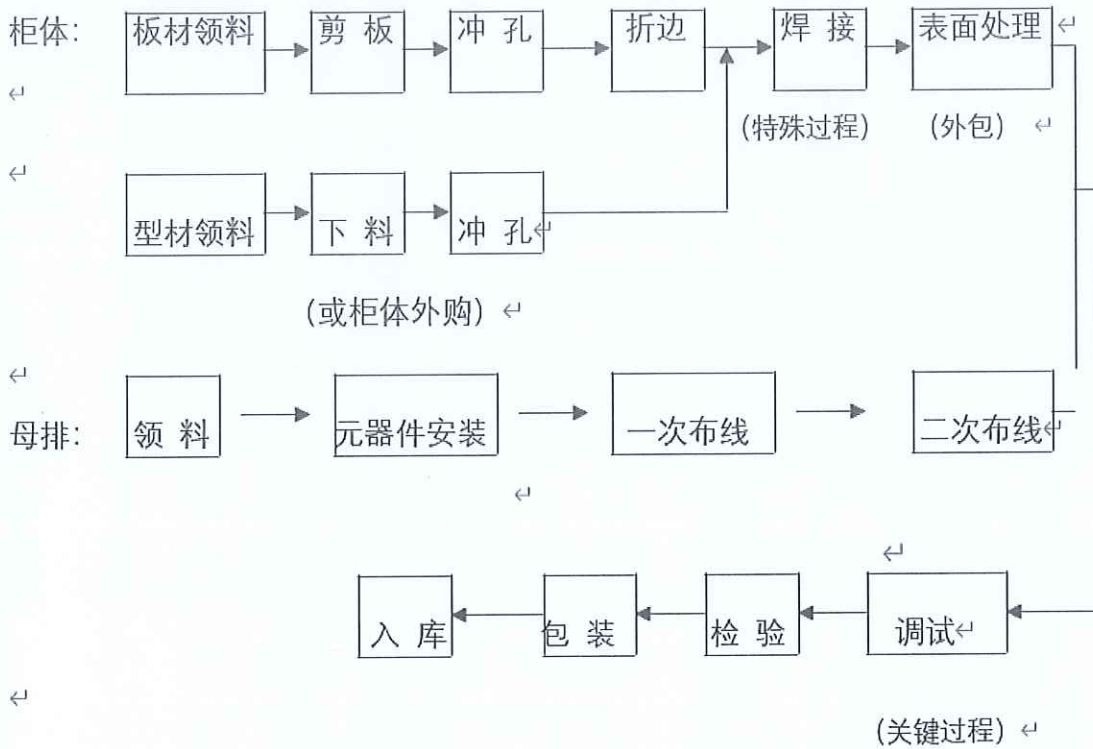 柜体： 板材领料 剪 板 冲 孔 折边 焊 接 表面处理
（特殊过程） （外包）
型材领料 下 料 冲 孔
（或柜体外购）
母排： 领 料 元器件安装 一次布线 二次布线
入 库 包 装 检 验 调试
（关键过程）